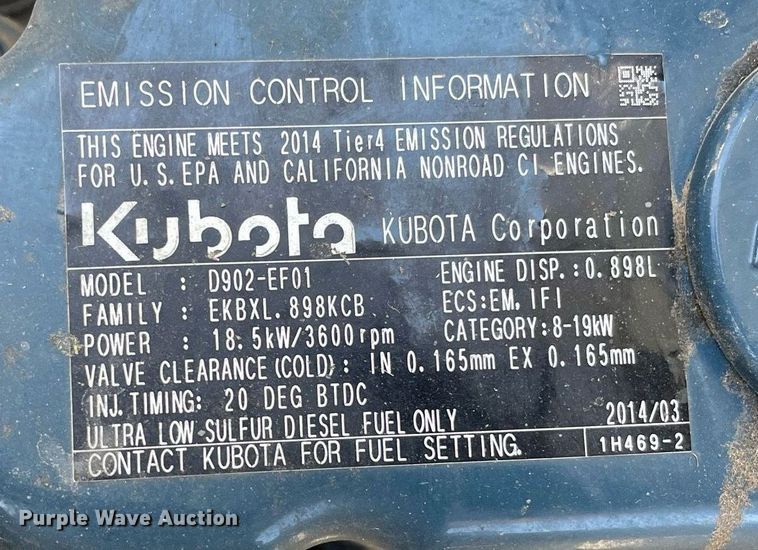 EMISSION CONTROL INFORMATION
THIS ENGINE MEETS 2014 Tier4 EMISSION REGULATIONS
FOR U.S.EPA AND CALIFORNIA NONROAD CI ENGINES.
Kubota KUBOTA Corporation
MODEL : D902-EF01 ENGINE DISP.:0.898L
FAMILY : EKBXL.898KCB ECS:EM,IFI
POWER : 18.5kW/3600rpm CATEGORY:8-19kW
VALVE CLEARANCE(COLD): IN 0.165mm EX 0.165mm
INJ.TIMING: 20 DEG BTDC
ULTRA LOW-SULFUR DIESEL FUEL ONLY 2014/03
CONTACT KUBOTA FOR FUEL SETTING. 1H469-2
Purple Wave Auction